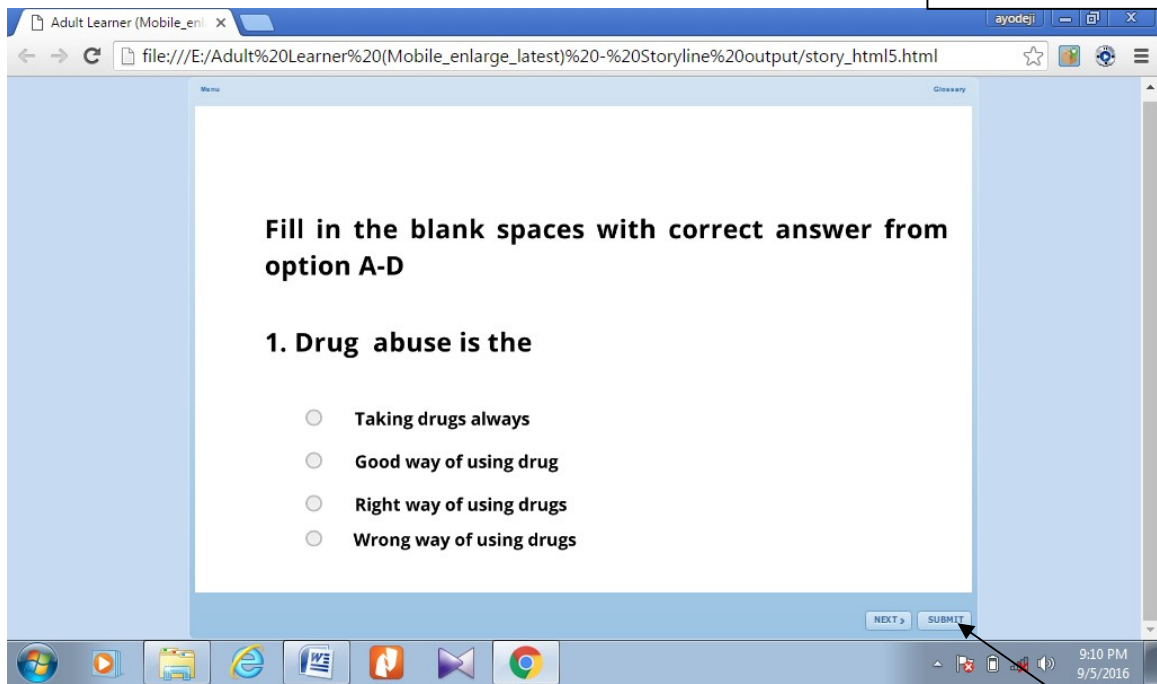 Adult Learner (Mobile_en
ayodeji
file:///E:/Adult%20Learner%20(Mobile_enlarge_latest)%20-%20Storyline%20output/story_html5.html
Menu
Glossary
Fill in the blank spaces with correct answer from
option A-D
1. Drug abuse is the
Taking drugs always
Good way of using drug
Right way of using drugs
Wrong way of using drugs
NEXT
SUBMIT
9:10 PM
9/5/2016